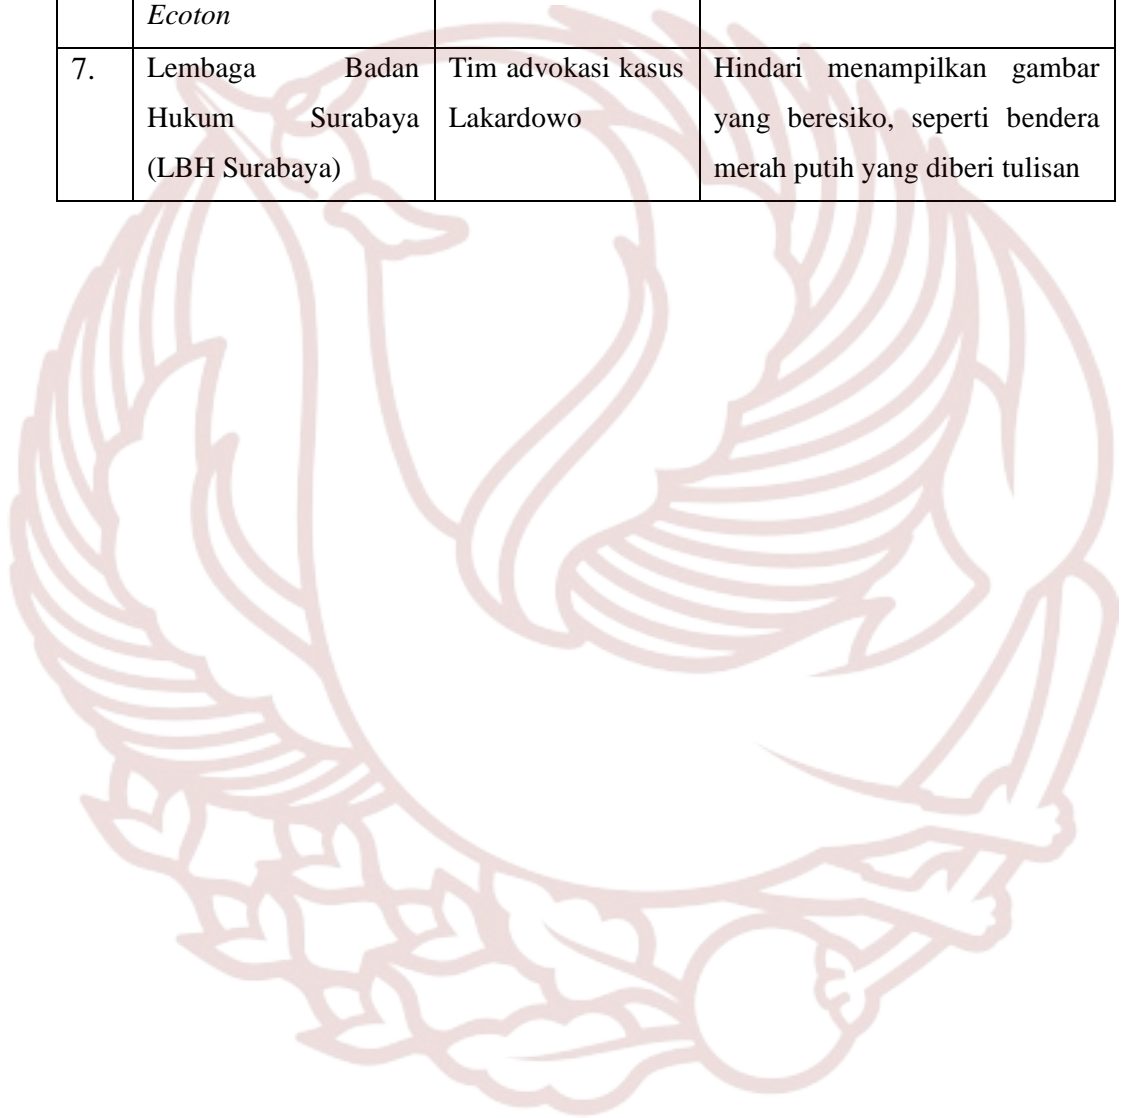 Ecoton
7. Lembaga Badan Tim advokasi kasus Hindari menampilkan gambar
Hukum Surabaya Lakardowo yang beresiko, seperti bendera
(LBH Surabaya) merah putih yang diberi tulisan